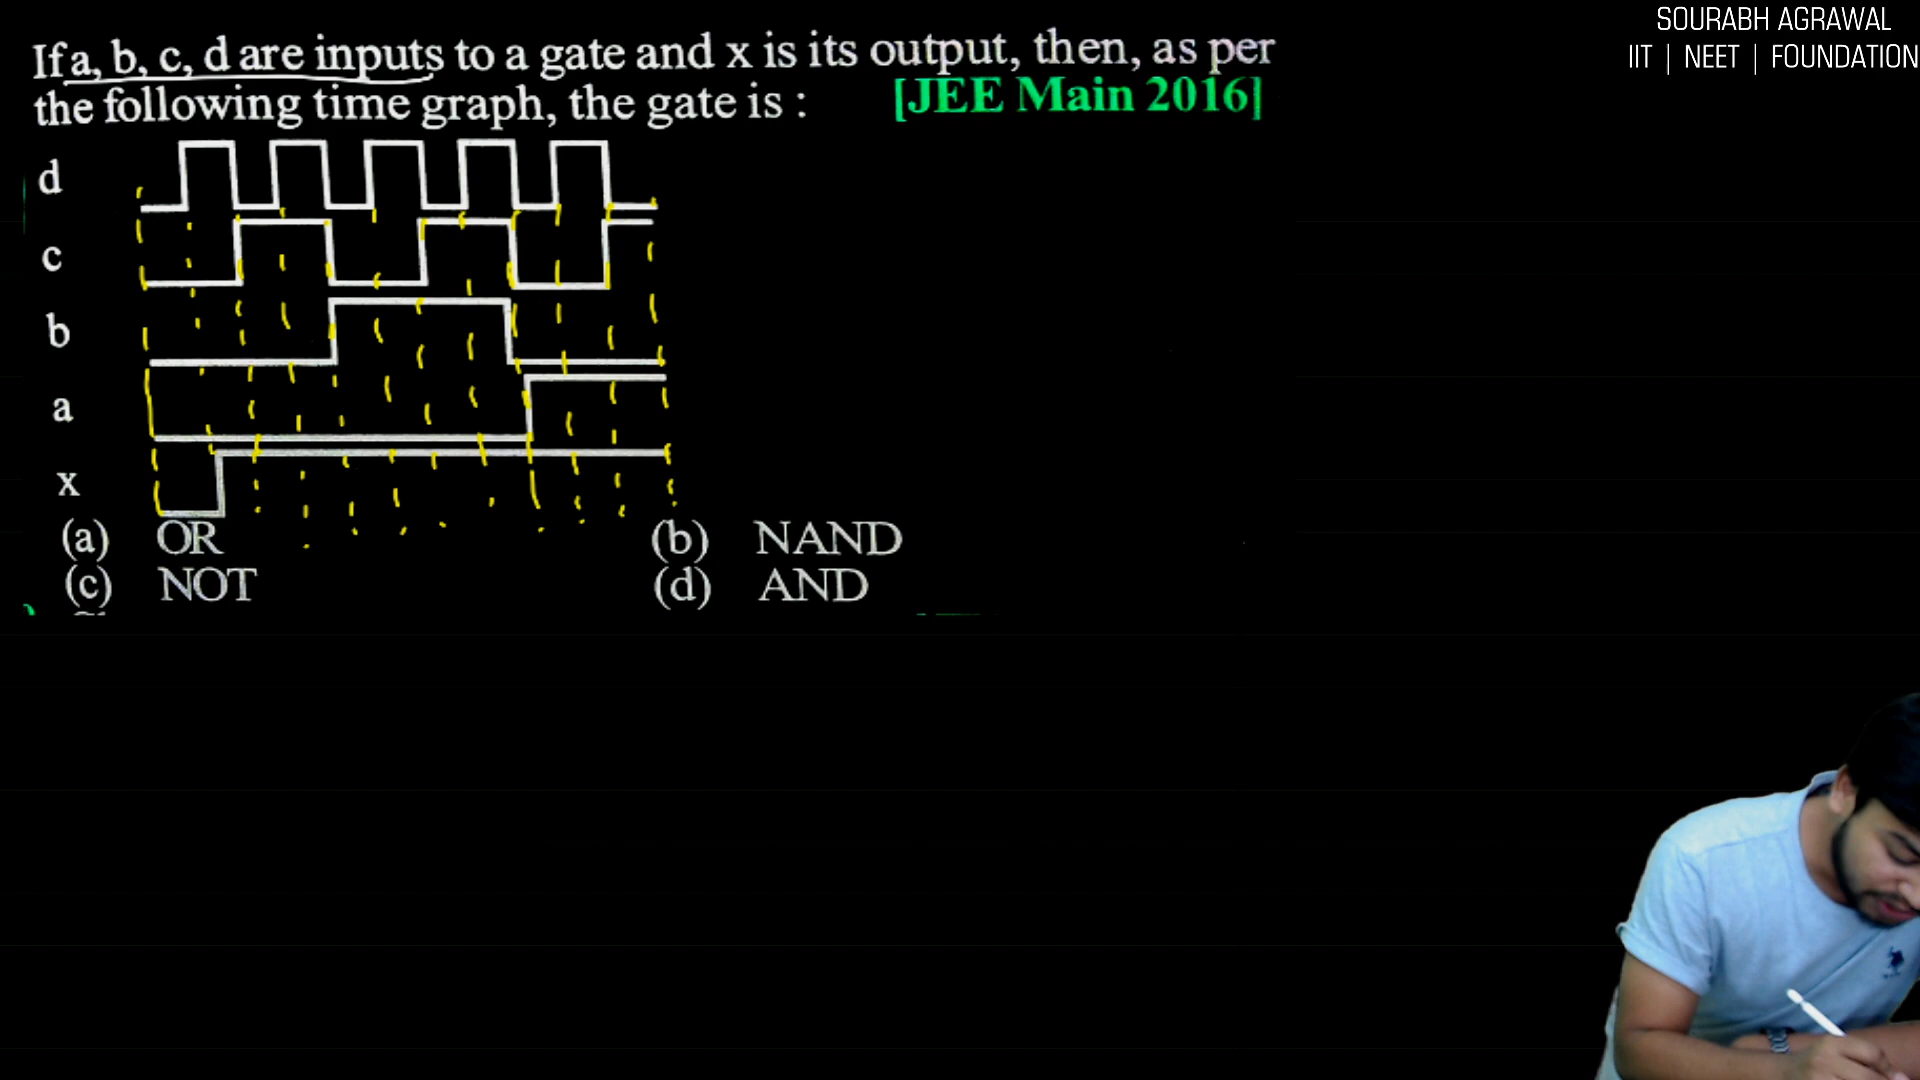 SOURABH AGRAWAL
IIT | NEET | FOUNDATION
If a, b, c, d are inputs to a gate and x is its output, then, as per
the following time graph, the gate is : [JEE Main 2016]
d
c
b
a
x
(a) OR (b) NAND
(c) NOT (d) AND